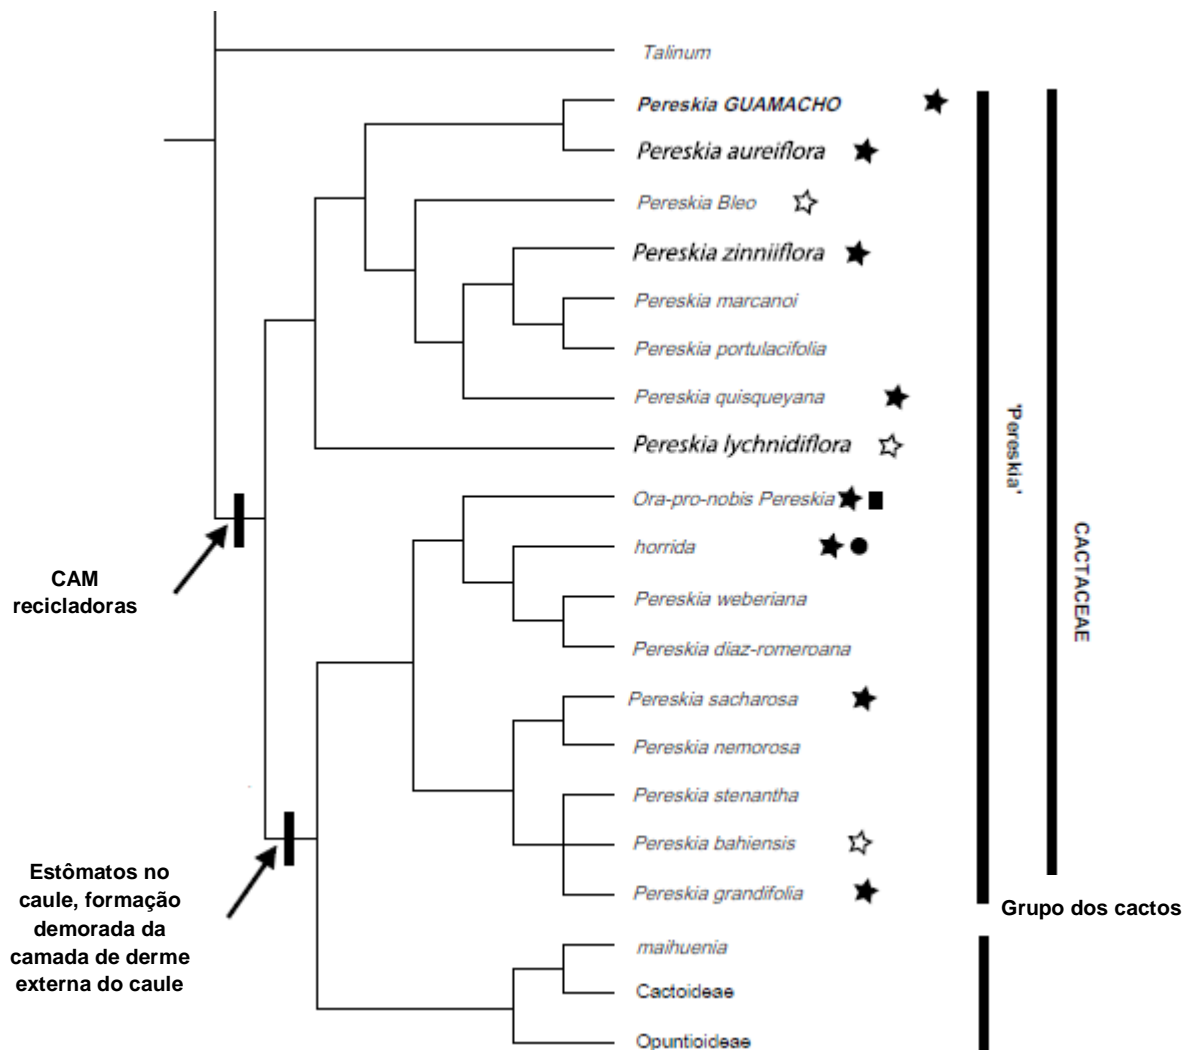 Talinum
Pereskia GUAMACHO
Pereskia aureiflora
Pereskia Bleo
Pereskia zinniiflora
Pereskia marcanoi
Pereskia portulacifolia
Pereskia quisqueyana
Pereskia lychnidiflora
Ora-pro-nobis Pereskia
horrida
Pereskia weberiana
Pereskia diaz-romeroana
Pereskia sacharosa
Pereskia nemorosa
Pereskia stenantha
Pereskia bahiensis
Pereskia grandifolia
maihuenia
Cactoideae
Opuntioideae
CAM
recicladoras
Estômatos no
caule, formação
demorada da
camada de derme
externa do caule
'Pereskia'
CACTACEAE
Grupo dos cactos